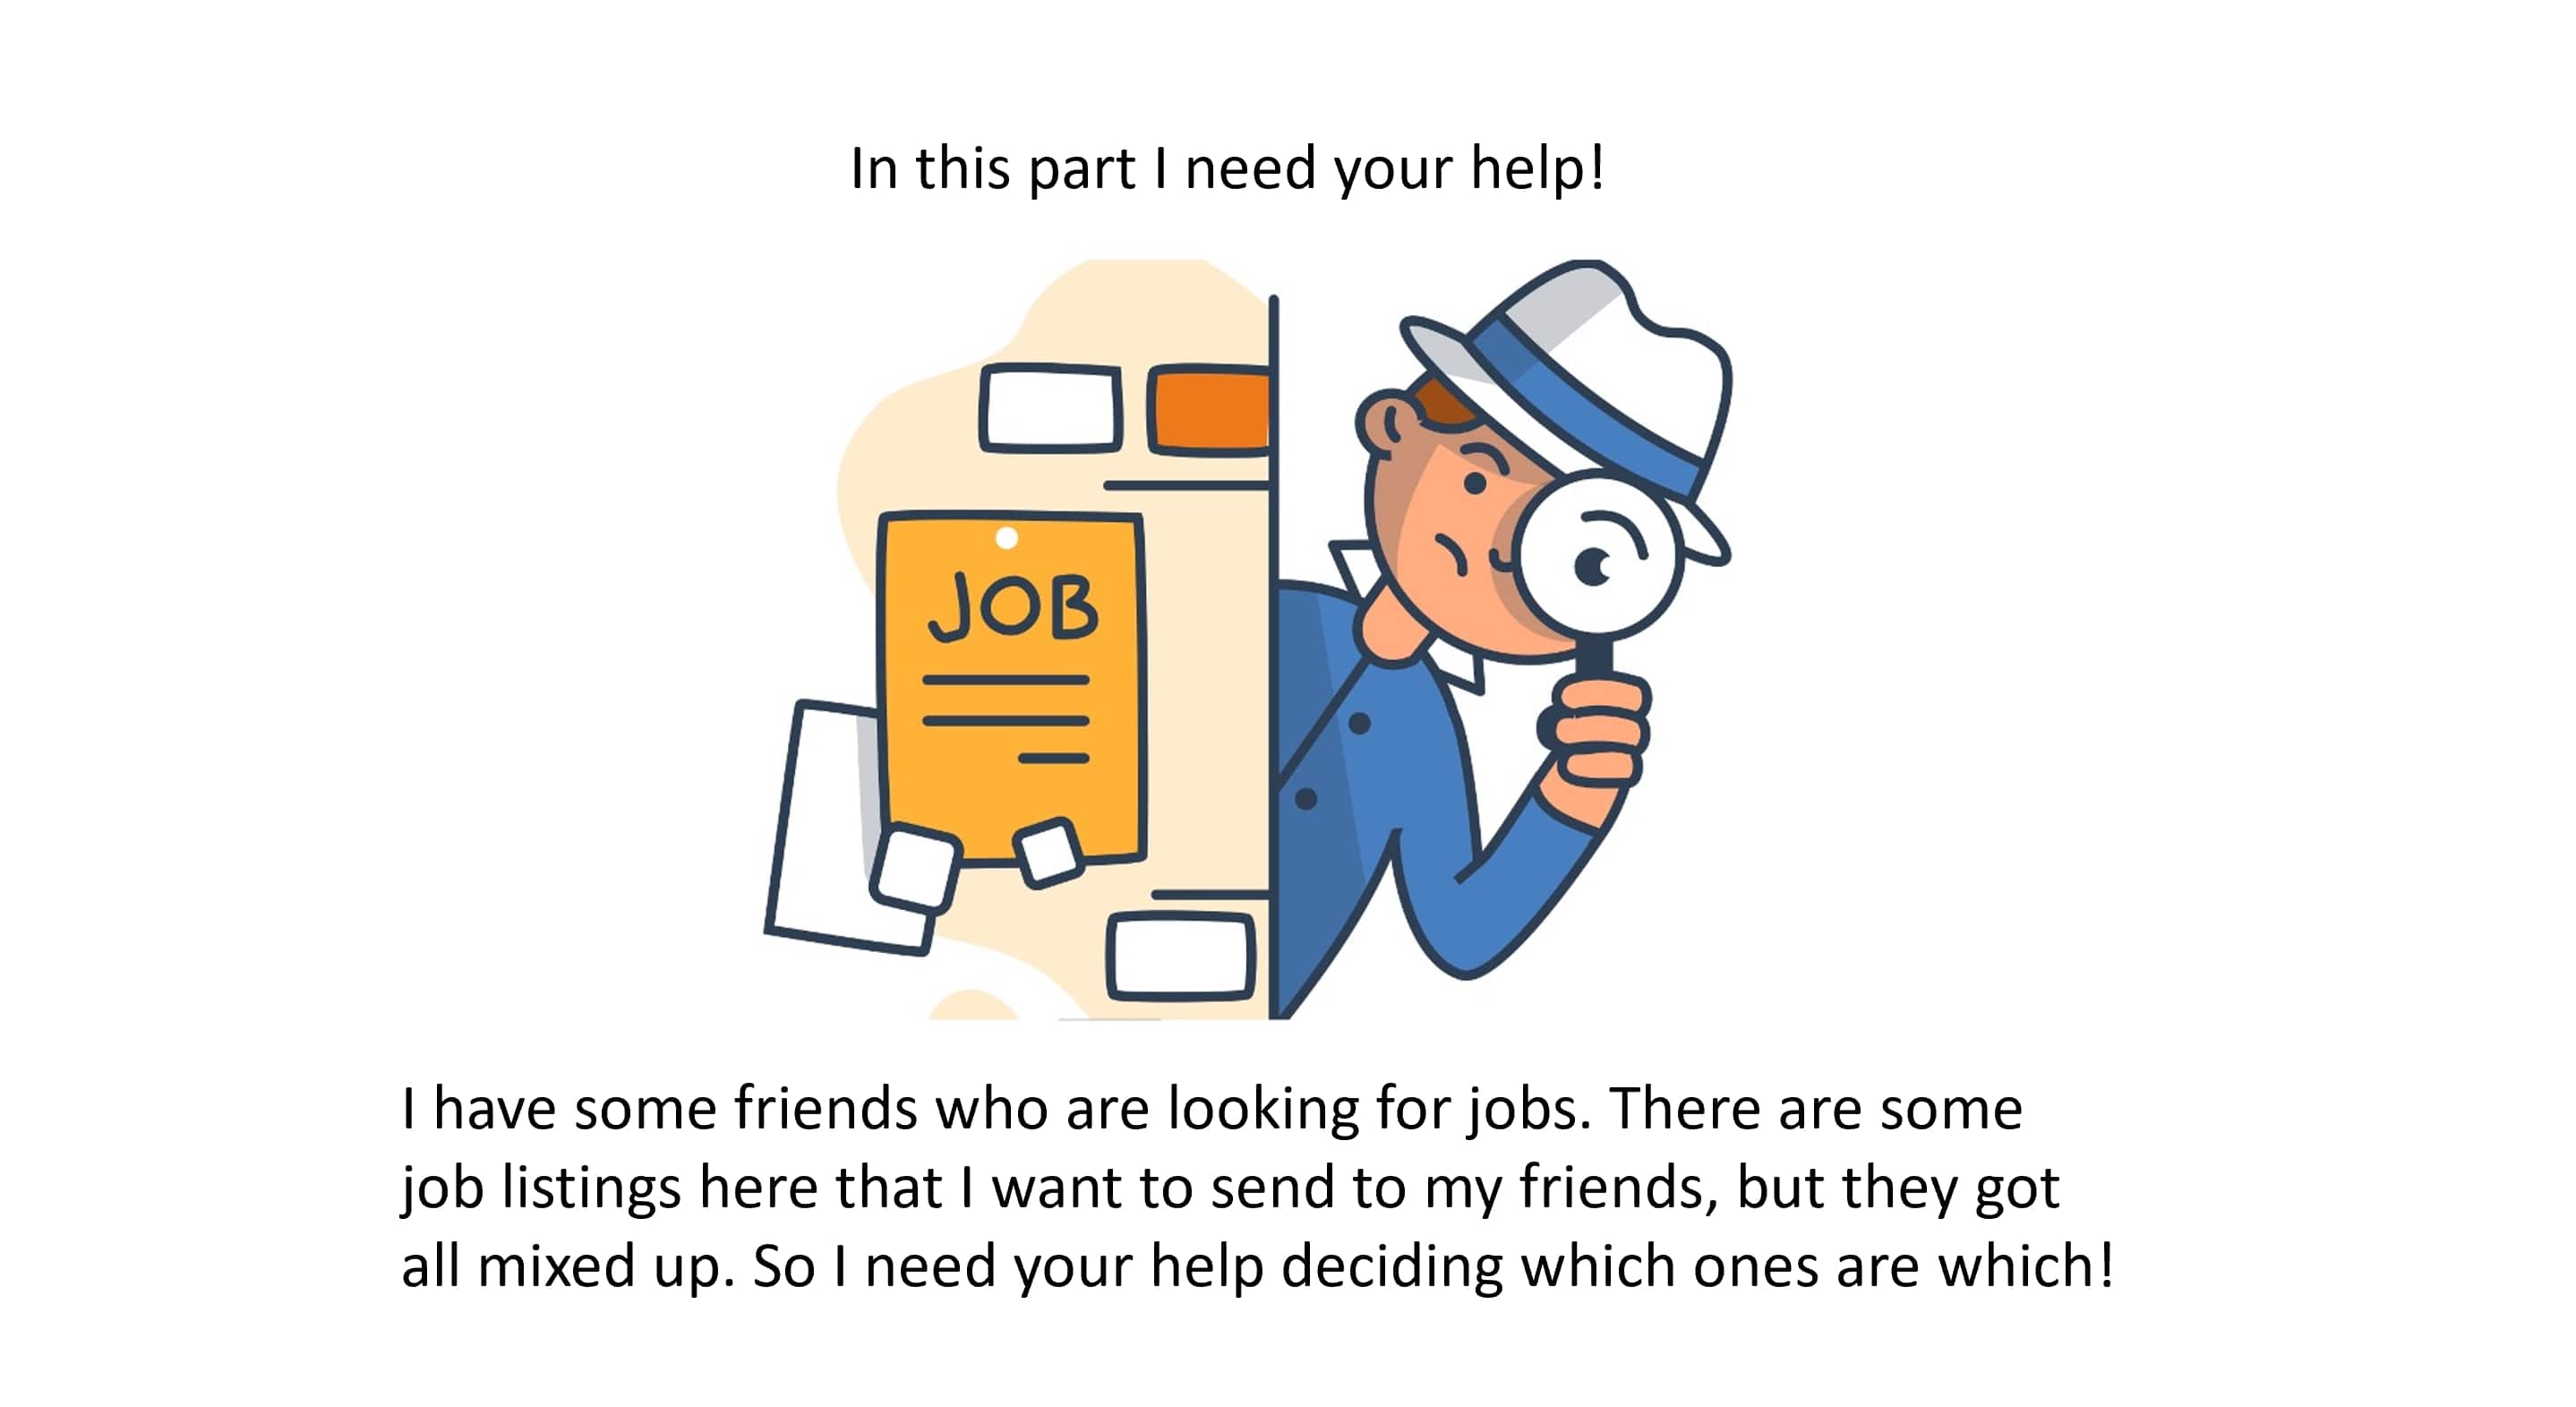 In this part I need your help!
JOB
I have some friends who are looking for jobs. There are some
job listings here that I want to send to my friends, but they got
all mixed up. So I need your help deciding which ones are which!